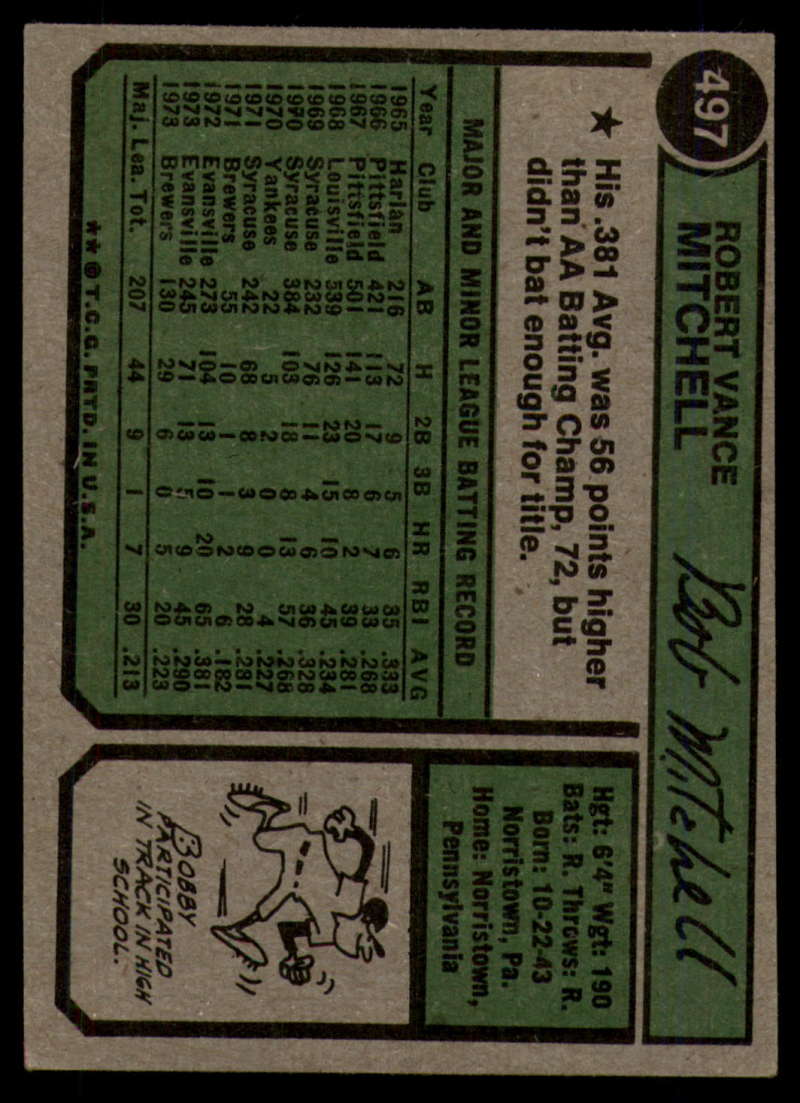 497
ROBERT VANCE
MITCHELL
Bob Mitchell
★ His .381 Avg. was 56 points higher
than AA Batting Champ, 72, but
didn't bat enough for title.
MAJOR AND MINOR LEAGUE BATTING RECORD
Year Club AB H 2B 3B HR RBI AVG
1965 Harlan 216 72 9 5 6 35 .333
1966 Pittsfield 421 113 17 6 7 33 .268
1967 Pittsfield 501 141 20 8 2 39 .281
1968 Louisville 539 126 23 15 10 45 .234
1969 Syracuse 232 76 11 4 6 36 .328
1970 Syracuse 384 103 18 8 13 57 .268
1970 Yankees 22 5 2 0 0 4 .227
1971 Syracuse 242 68 8 3 9 28 .281
1971 Brewers 55 10 1 1 2 6 .182
1972 Evansville 273 104 13 10 20 65 .381
1973 Evansville 245 71 13 5 9 45 .290
1973 Brewers 130 29 6 0 5 20 .223
Maj. Lea. Tot. 207 44 9 1 7 30 .213
★★ © T.C.G. PRTD. IN U.S.A.
Hgt: 6'4" Wgt: 190
Bats: R. Throws: R.
Born: 10-22-43
Norristown, Pa.
Home: Norristown,
Pennsylvania
BOBBY
PARTICIPATED
IN TRACK IN HIGH
SCHOOL.